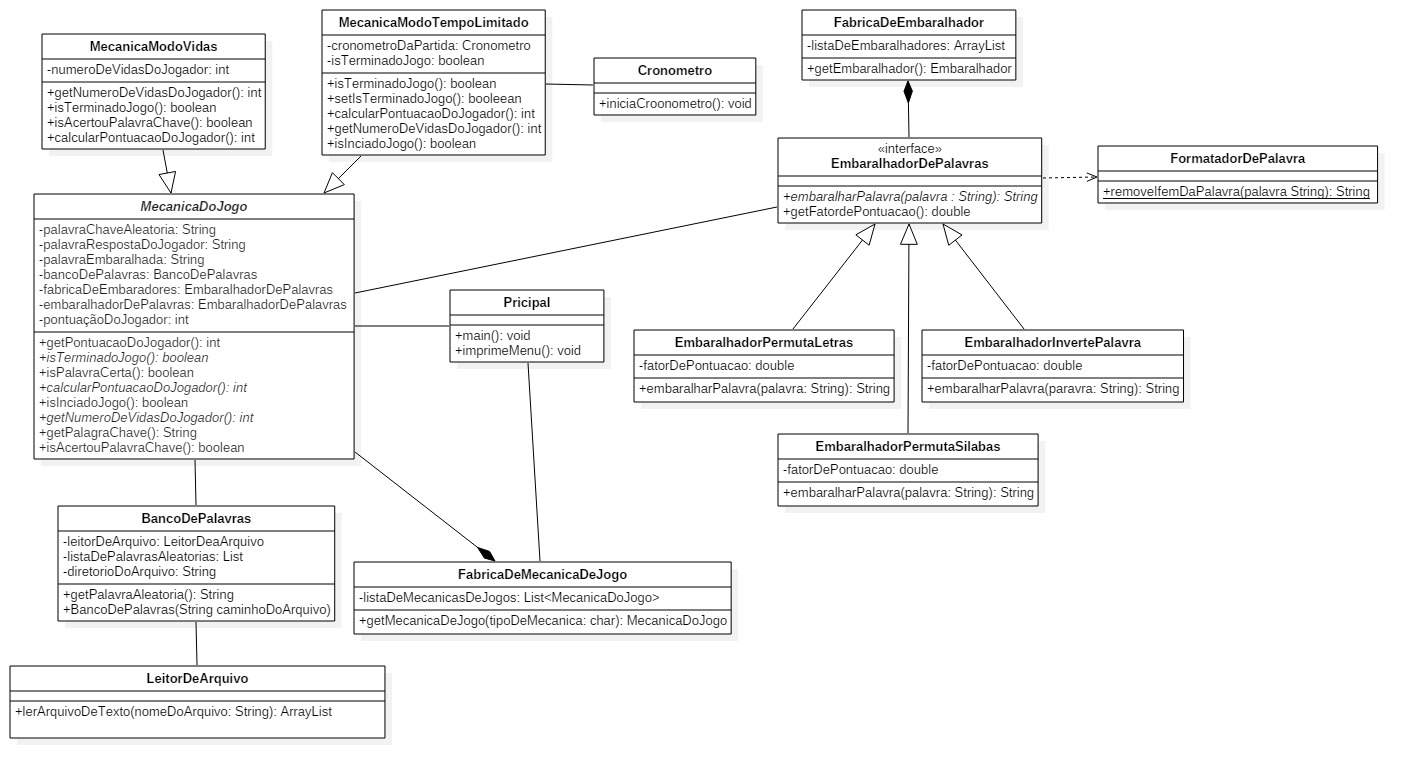 MecanicaModoVidas
-numeroDeVidasDoJogador: int
+getNumeroDeVidasDoJogador(): int
+isTerminadoJogo(): boolean
+isAcertouPalavraChave(): boolean
+calcularPontuacaoDoJogador(): int
MecanicaModoTempoLimitado
-cronometroDaPartida: Cronometro
-isTerminadoJogo: boolean
+isTerminadoJogo(): boolean
+setIsTerminadoJogo(): booleean
+calcularPontuacaoDoJogador(): int
+getNumeroDeVidasDoJogador(): int
+isInciadoJogo(): boolean
Cronometro
+iniciaCroonometro(): void
FabricaDeEmbaralhador
-listaDeEmbaralhadores: ArrayList
+getEmbaralhador(): Embaralhador
«interface»
EmbaralhadorDePalavras
+embaralharPalavra(palavra : String): String
+getFatordePontuacao(): double
FormatadorDePalavra
+removeIfemDaPalavra(palavra String): String
MecanicaDoJogo
-palavraChaveAleatoria: String
-palavraRespostaDoJogador: String
-palavraEmbaralhada: String
-bancoDePalavras: BancoDePalavras
-fabricaDeEmbaradores: EmbaralhadorDePalavras
-embaralhadorDePalavras: EmbaralhadorDePalavras
-pontuaçãoDoJogador: int
+getPontuacaoDoJogador(): int
+isTerminadoJogo(): boolean
+isPalavraCerta(): boolean
+calcularPontuacaoDoJogador(): int
+isInciadoJogo(): boolean
+getNumeroDeVidasDoJogador(): int
+getPalagraChave(): String
+isAcertouPalavraChave(): boolean
Pricipal
+main(): void
+imprimeMenu(): void
EmbaralhadorPermutaLetras
-fatorDePontuacao: double
+embaralharPalavra(palavra: String): String
EmbaralhadorInvertePalavra
-fatorDePontuacao: double
+embaralharPalavra(paravra: String): String
EmbaralhadorPermutaSilabas
-fatorDePontuacao: double
+embaralharPalavra(palavra: String): String
BancoDePalavras
-leitorDeArquivo: LeitorDeaArquivo
-listaDePalavrasAleatorias: List
-diretorioDoArquivo: String
+getPalavraAleatoria(): String
+BancoDePalavras(String caminhoDoArquivo)
FabricaDeMecanicaDeJogo
-listaDeMecanicasDeJogos: List<MecanicaDoJogo>
+getMecanicaDeJogo(tipoDeMecanica: char): MecanicaDoJogo
LeitorDeArquivo
+lerArquivoDeTexto(nomeDoArquivo: String): ArrayList